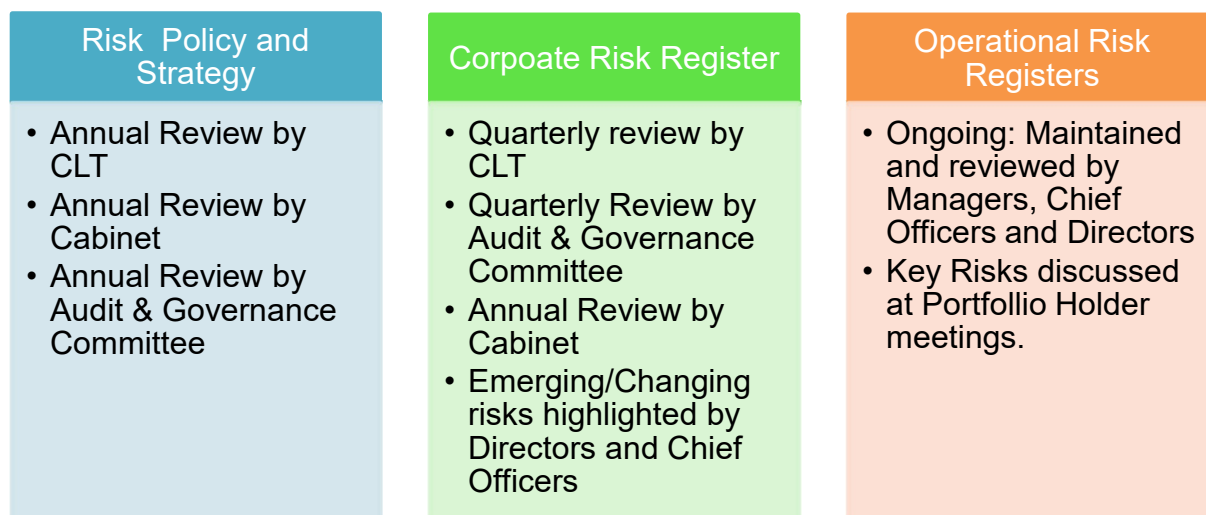 Risk  Policy and
Strategy
• Annual Review by
CLT
• Annual Review by
Cabinet
• Annual Review by
Audit & Governance
Committee
Corpoate Risk Register
• Quarterly review by
CLT
• Quarterly Review by
Audit & Governance
Committee
• Annual Review by
Cabinet
• Emerging/Changing
risks highlighted by
Directors and Chief
Officers
Operational Risk
Registers
• Ongoing: Maintained
and reviewed by
Managers, Chief
Officers and Directors
• Key Risks discussed
at Portfollio Holder
meetings.